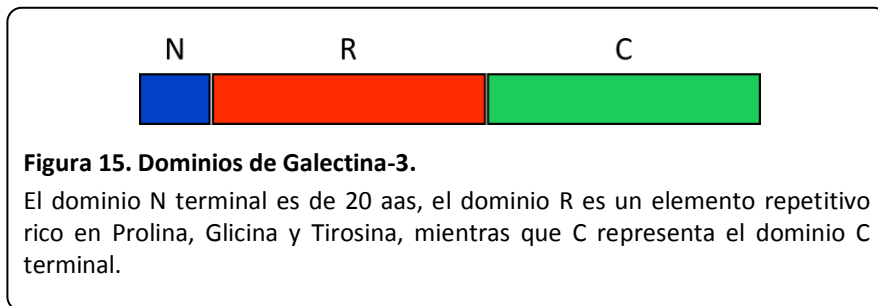 N R C
Figura 15. Dominios de Galectina-3.
El dominio N terminal es de 20 aas, el dominio R es un elemento repetitivo
rico en Prolina, Glicina y Tirosina, mientras que C representa el dominio C
terminal.